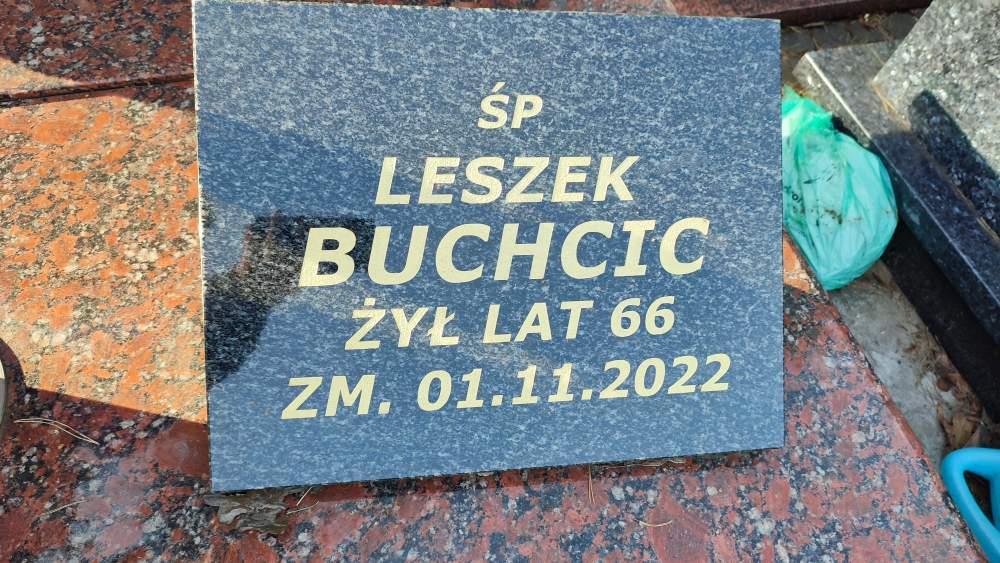 ŚP
LESZEK
BUCHCIC
ŻYŁ LAT 66
ZM. 01.11.2022